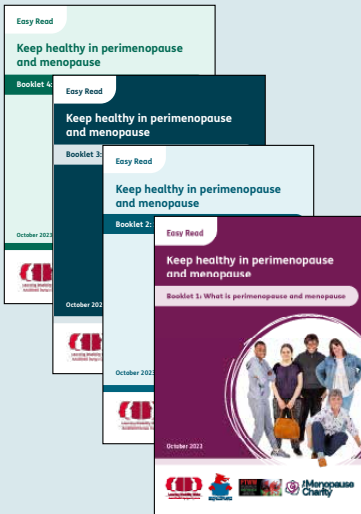 Easy Read
Keep healthy in perimenopause
and menopause
Booklet 4:
October 2023
Easy Read
Keep healthy in perimenopause
and menopause
Booklet 3:
October 202
Easy Read
Keep healthy in perimenopause
and menopause
Booklet 2:
October 2023
Easy Read
Keep healthy in perimenopause
and menopause
Booklet 1: What is perimenopause and menopause
October 2023
The Menopause
Charity